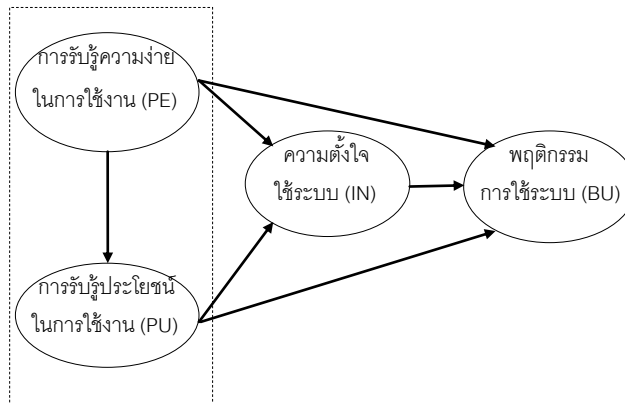 การรับรู้ความง่าย
ในการใช้งาน (PE)
ความตั้งใจ
ใช้ระบบ (IN)
พฤติกรรม
การใช้ระบบ (BU)
การรับรู้ประโยชน์
ในการใช้งาน (PU)